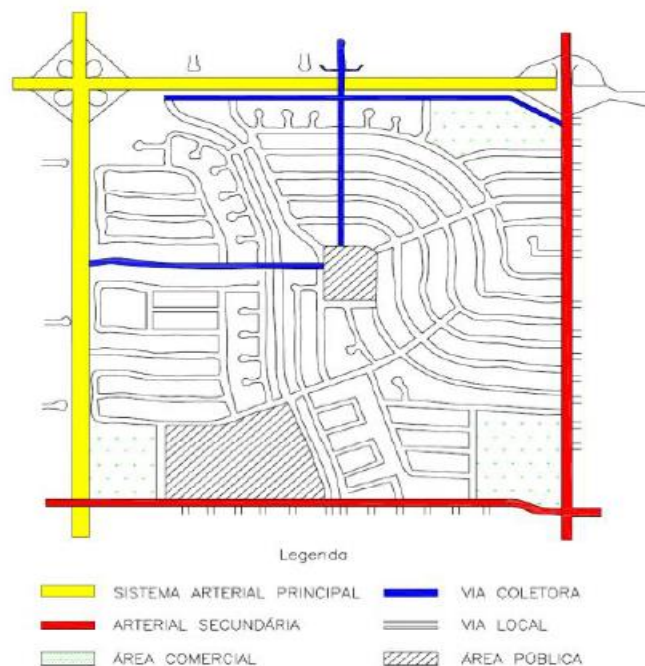 Legenda
SISTEMA ARTERIAL PRINCIPAL
VIA COLETORA
ARTERIAL SECUNDÁRIA
VIA LOCAL
ÁREA COMERCIAL
ÁREA PÚBLICA